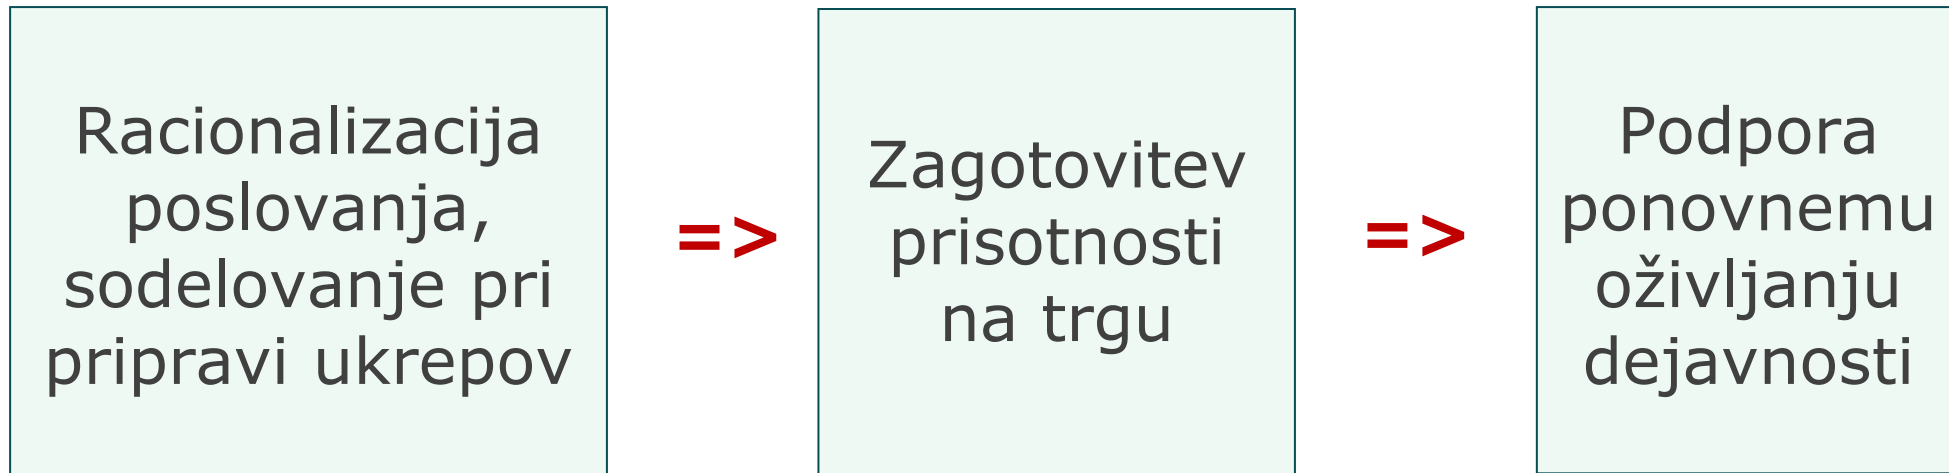 Racionalizacija
poslovanja,
sodelovanje pri
pripravi ukrepov
=>
Zagotovitev
prisotnosti
na trgu
=>
Podpora
ponovnemu
oživljanju
dejavnosti